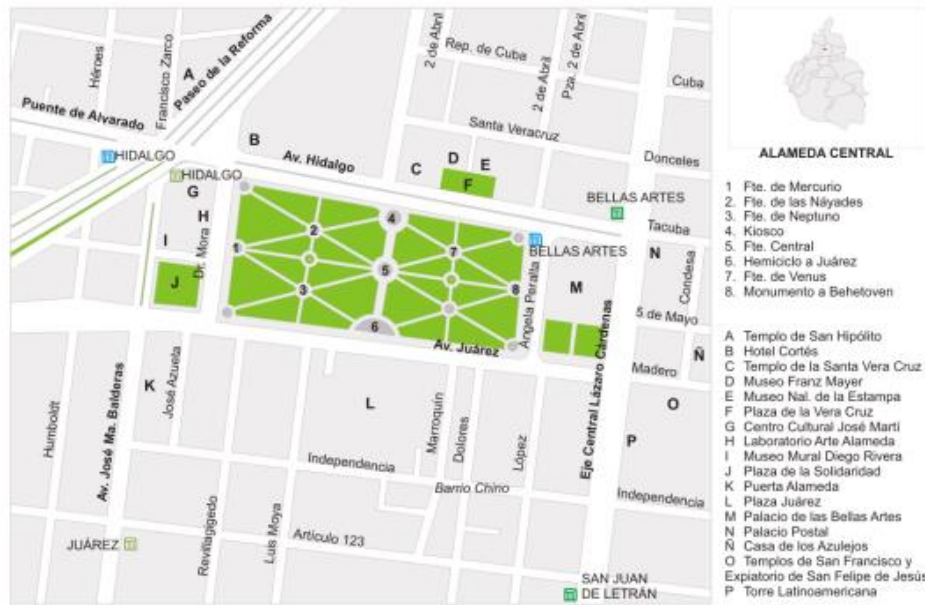 Héroes
Francisco Zarco
A
Paseo de la Reforma
2 de Abril
Rep. de Cuba
2 de Abril
Pza. 2 de Abril
Cuba
Puente de Alvarado
HIDALGO
HIDALGO
B
Av. Hidalgo
Santa Veracruz
Donceles
C
D
E
F
BELLAS ARTES
Tacuba
G
H
I
J
Dr. Mora
1
2
3
4
5
6
7
8
BELLAS ARTES
Angela Peralta
M
N
Condesa
5 de Mayo
Ñ
Madero
Av. Juárez
Eje Central Lázaro Cárdenas
O
P
Humboldt
Av. José Ma. Balderas
K
José Azueta
L
Marroquín
Dolores
López
Independencia
Barrio Chino
Independencia
Revillagigedo
Luis Moya
Artículo 123
JUÁREZ
SAN JUAN
DE LETRÁN
ALAMEDA CENTRAL
1 Fte. de Mercurio
2. Fte. de las Náyades
3. Fte. de Neptuno
4. Kiosco
5. Fte. Central
6. Hemiciclo a Juárez
7. Fte. de Venus
8. Monumento a Behetoven
A Templo de San Hipólito
B Hotel Cortés
C Templo de la Santa Vera Cruz
D Museo Franz Mayer
E Museo Nal. de la Estampa
F Plaza de la Vera Cruz
G Centro Cultural José Martí
H Laboratorio Arte Alameda
I Museo Mural Diego Rivera
J Plaza de la Solidaridad
K Puerta Alameda
L Plaza Juárez
M Palacio de las Bellas Artes
N Palacio Postal
Ñ Casa de los Azulejos
O Templos de San Francisco y
Expiatorio de San Felipe de Jesús
P Torre Latinoamericana